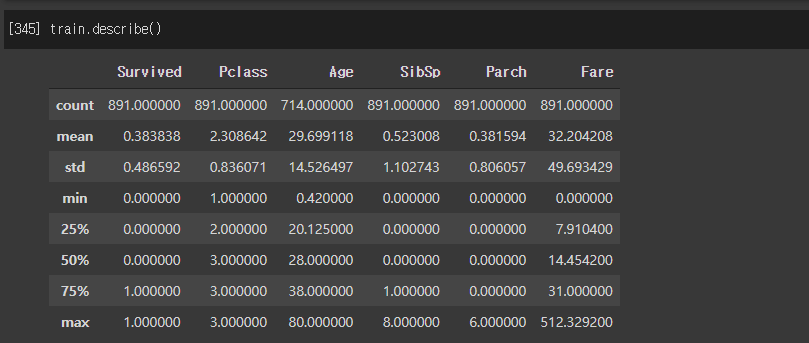 [345] train.describe()
Survived Pclass Age SibSp Parch Fare
count 891.000000 891.000000 714.000000 891.000000 891.000000 891.000000
mean 0.383838 2.308642 29.699118 0.523008 0.381594 32.204208
std 0.486592 0.836071 14.526497 1.102743 0.806057 49.693429
min 0.000000 1.000000 0.420000 0.000000 0.000000 0.000000
25% 0.000000 2.000000 20.125000 0.000000 0.000000 7.910400
50% 0.000000 3.000000 28.000000 0.000000 0.000000 14.454200
75% 1.000000 3.000000 38.000000 1.000000 0.000000 31.000000
max 1.000000 3.000000 80.000000 8.000000 6.000000 512.329200